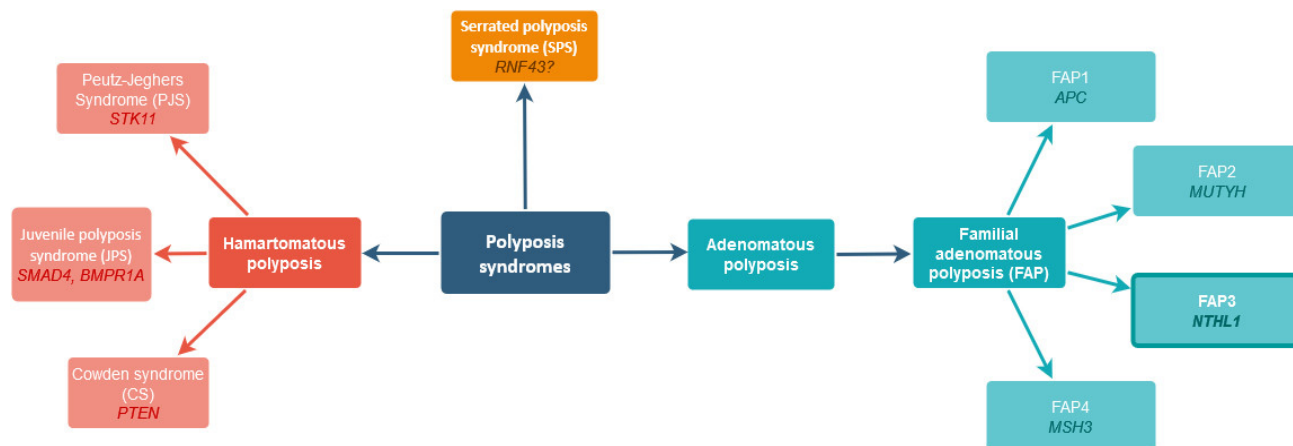 Serrated polyposis
syndrome (SPS)
RNF43?
Peutz-Jeghers
Syndrome (PJS)
STK11
FAP1
APC
FAP2
MUTYH
Juvenile polyposis
syndrome (JPS)
SMAD4, BMPR1A
Hamartomatous
polyposis
Polyposis
syndromes
Adenomatous
polyposis
Familial
adenomatous
polyposis (FAP)
FAP3
NTHL1
Cowden syndrome
(CS)
PTEN
FAP4
MSH3